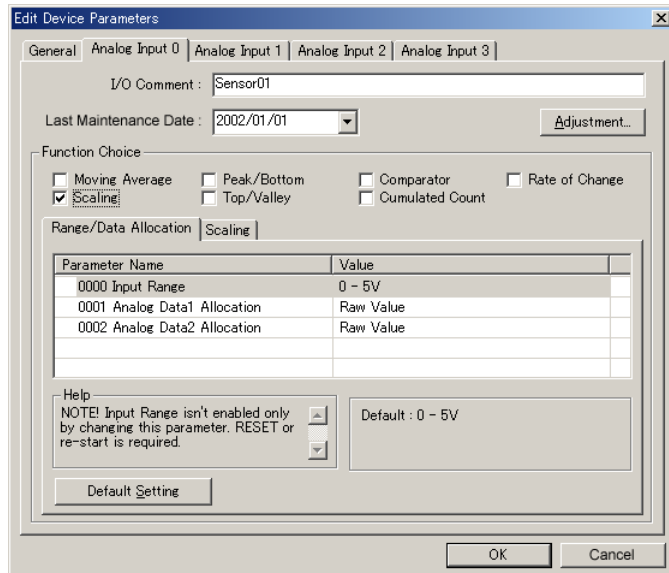 Edit Device Parameters
General Analog Input 0 Analog Input 1 Analog Input 2 Analog Input 3
I/O Comment : Sensor01
Last Maintenance Date : 2002/01/01 Adjustment...
Function Choice
Moving Average Peak/Bottom Comparator Rate of Change
Scaling Top/Valley Cumulated Count
Range/Data Allocation Scaling
Parameter Name Value
0000 Input Range 0 - 5V
0001 Analog Data1 Allocation Raw Value
0002 Analog Data2 Allocation Raw Value
Help
NOTE! Input Range isn't enabled only
by changing this parameter. RESET or
re-start is required.
Default : 0 - 5V
Default Setting
OK Cancel